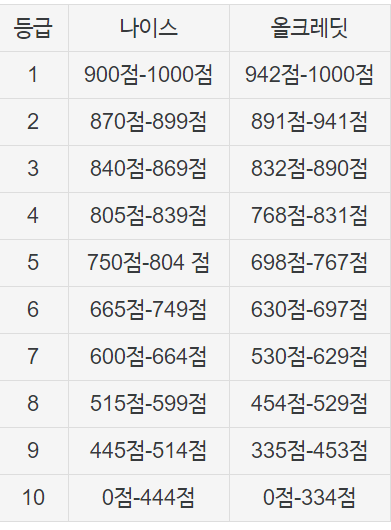 등급 나이스 올크레딧
1 900점-1000점 942점-1000점
2 870점-899점 891점-941점
3 840점-869점 832점-890점
4 805점-839점 768점-831점
5 750점-804 점 698점-767점
6 665점-749점 630점-697점
7 600점-664점 530점-629점
8 515점-599점 454점-529점
9 445점-514점 335점-453점
10 0점-444점 0점-334점